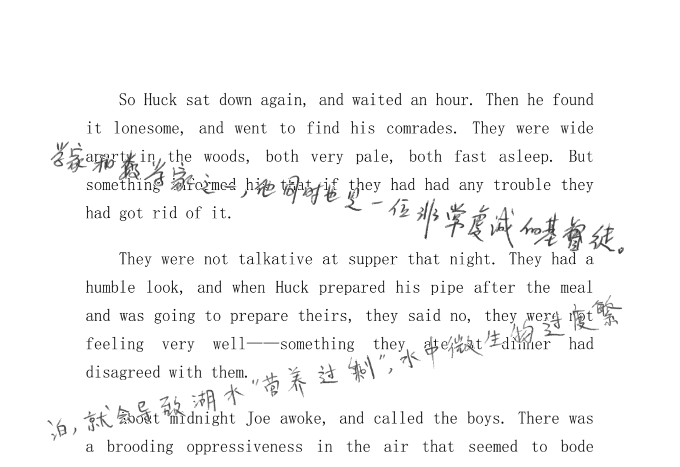 So Huck sat down again, and waited an hour. Then he found
it lonesome, and went to find his comrades. They were wide
apart in the woods, both very pale, both fast asleep. But
学家和数学家之一,他同时也是一位非常虔诚的基督徒。
something informed him that if they had had any trouble they
had got rid of it.
They were not talkative at supper that night. They had a
humble look, and when Huck prepared his pipe after the meal
and was going to prepare theirs, they said no, they were not
feeling very well——something they ate at dinner had
disagreed with them.
泊,就会导致湖水“营养过剩”,水中微生物过度繁
About midnight Joe awoke, and called the boys. There was
a brooding oppressiveness in the air that seemed to bode